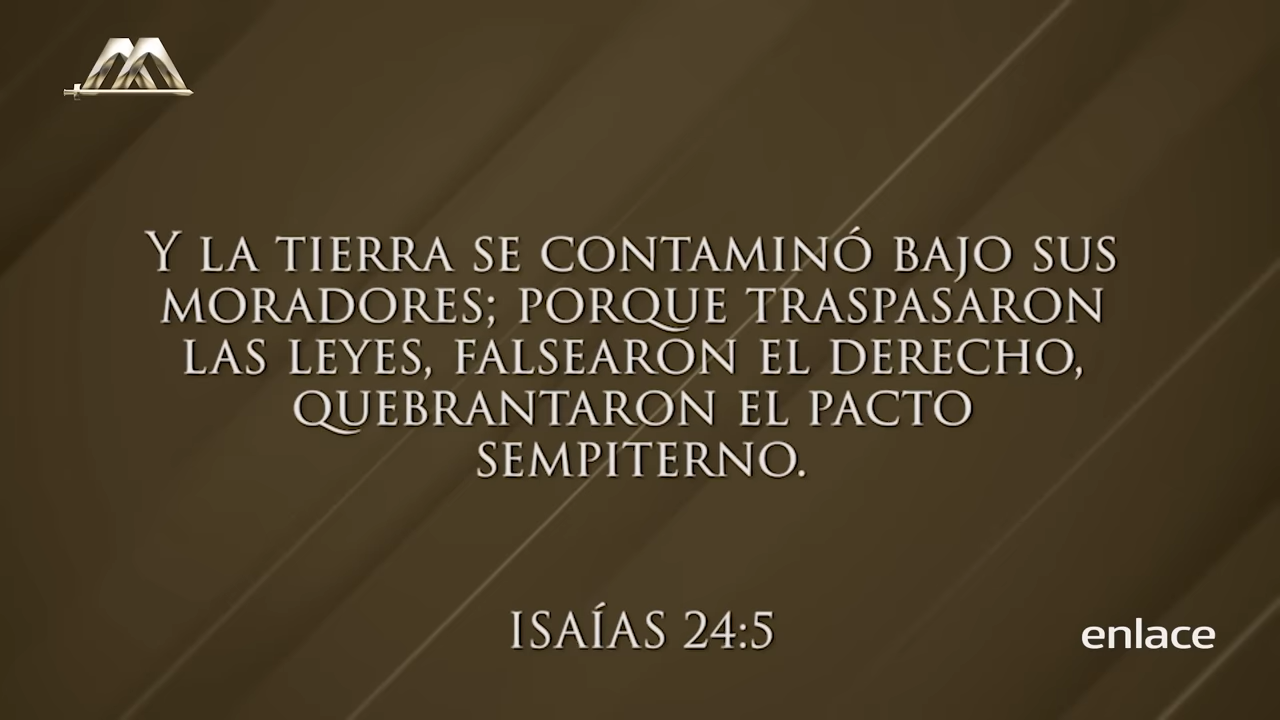 Y LA TIERRA SE CONTAMINÓ BAJO SUS
MORADORES; PORQUE TRASPASARON
LAS LEYES, FALSEARON EL DERECHO,
QUEBRANTARON EL PACTO
SEMPITERNO.
ISAÍAS 24:5
enlace